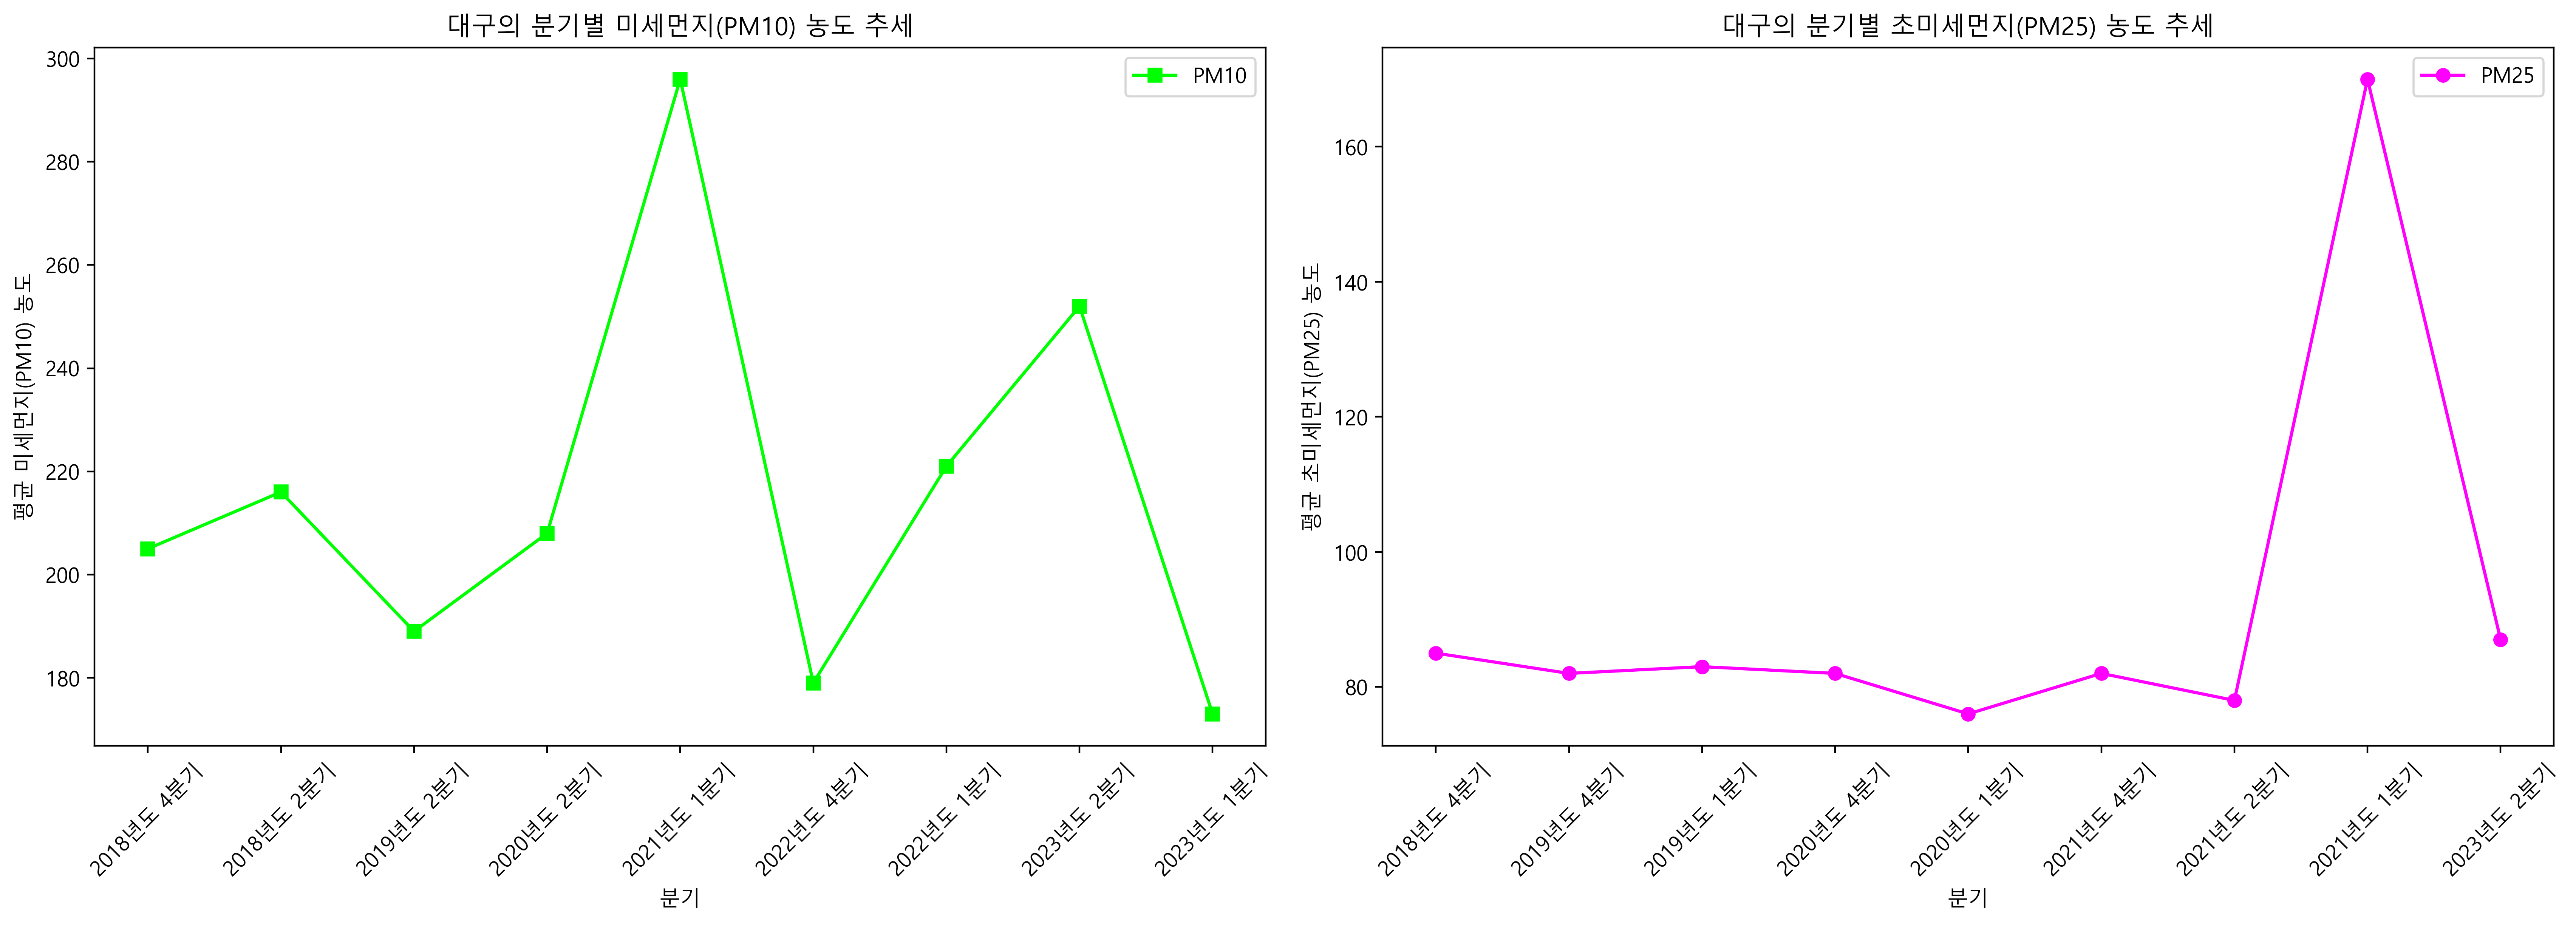 대구의 분기별 미세먼지(PM10) 농도 추세
PM10
평균 미세먼지(PM10) 농도
300
280
260
240
220
200
180
2018년도 4분기
2018년도 2분기
2019년도 2분기
2020년도 2분기
2021년도 1분기
2022년도 4분기
2022년도 1분기
2023년도 2분기
2023년도 1분기
분기
대구의 분기별 초미세먼지(PM25) 농도 추세
PM25
평균 초미세먼지(PM25) 농도
160
140
120
100
80
2018년도 4분기
2019년도 4분기
2019년도 1분기
2020년도 4분기
2020년도 1분기
2021년도 4분기
2021년도 2분기
2021년도 1분기
2023년도 2분기
분기